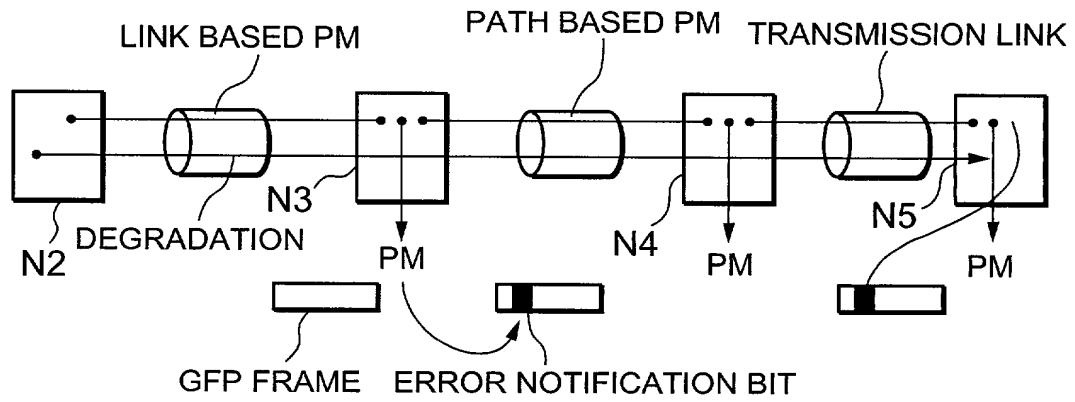 LINK BASED PM
PATH BASED PM
TRANSMISSION LINK
N2
DEGRADATION
N3
PM
N4
PM
N5
PM
GFP FRAME
ERROR NOTIFICATION BIT